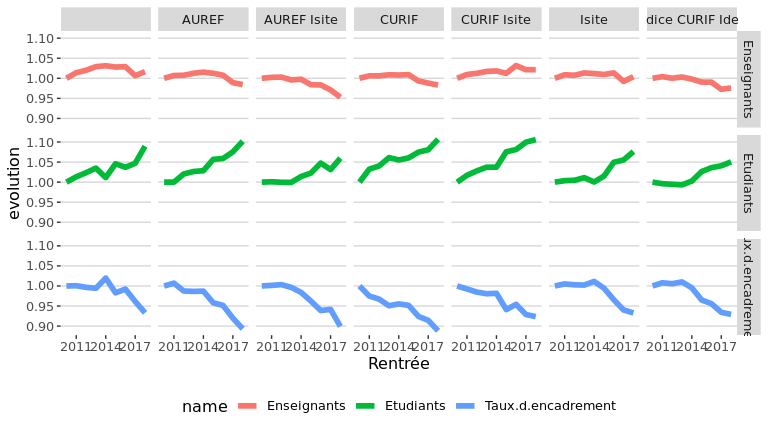 AUREF
AUREF Isite
CURIF
CURIF Isite
Isite
dice CURIF Ide
1.10
1.05
1.00
0.95
0.90
Enseignants
1.10
1.05
1.00
0.95
0.90
Etudiants
1.10
1.05
1.00
0.95
0.90
ux.d.encadreme
evolution
2011 2014 2017
2011 2014 2017
2011 2014 2017
2011 2014 2017
2011 2014 2017
2011 2014 2017
2011 2014 2017
Rentrée
name Enseignants Etudiants Taux.d.encadrement